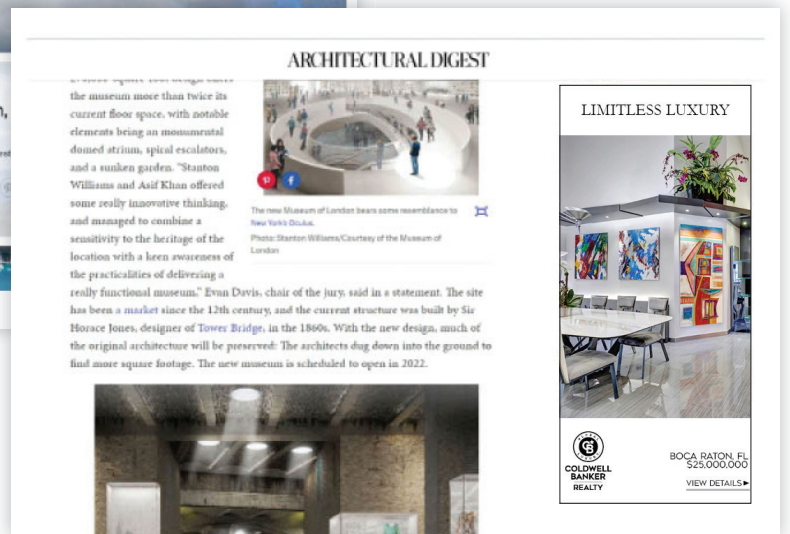 ARCHITECTURAL DIGEST
the museum more than twice its
current floor space, with notable
elements being an monumental
domed atrium, spiral escalators,
and a sunken garden. "Stanton
Williams and Asif Khan offered
some really innovative thinking,
and managed to combine a
sensitivity to the heritage of the
location with a keen awareness of
the practicalities of delivering a
really functional museum," Evan Davis, chair of the jury, said in a statement. The site
has been a market since the 12th century, and the current structure was built by Sir
Horace Jones, designer of Tower Bridge, in the 1860s. With the new design, much of
the original architecture will be preserved: The architects dug down into the ground to
find more square footage. The new museum is scheduled to open in 2022.
The new Museum of London bears some resemblance to
New York's Oculus.
Photo: Stanton Williams/Courtesy of the Museum of
London
LIMITLESS LUXURY
COLDWELL
BANKER
REALTY
BOCA RATON, FL
$25,000,000
VIEW DETAILS